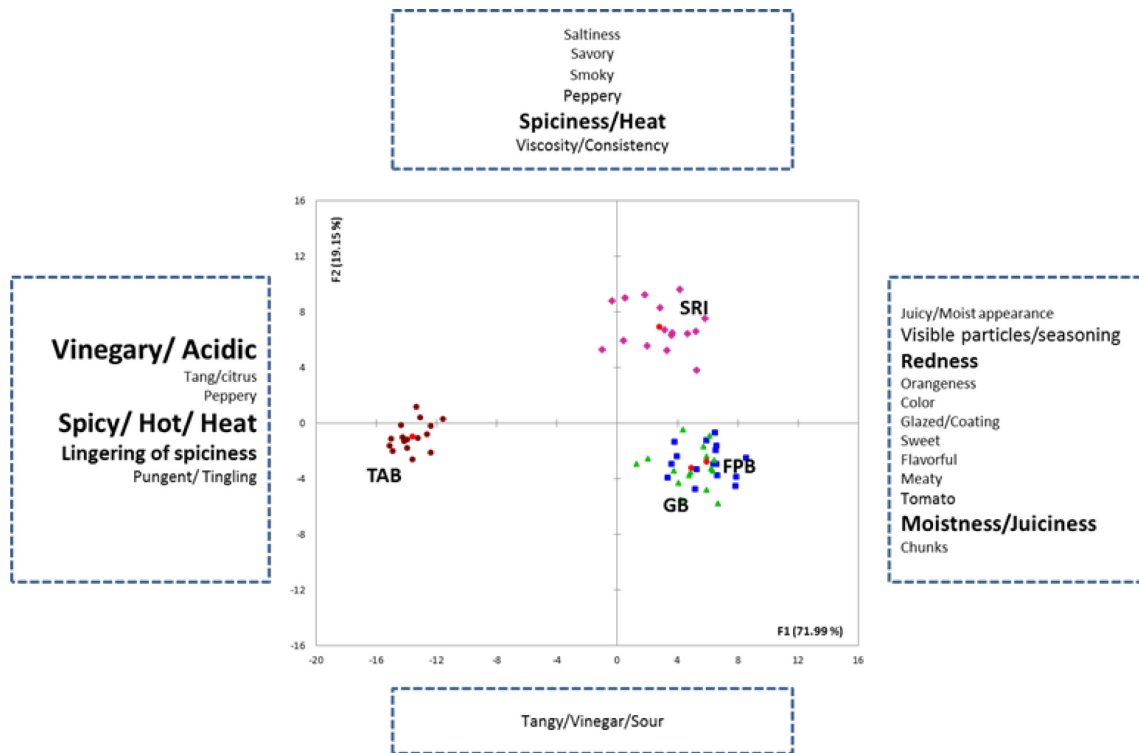 Saltiness
Savory
Smoky
Peppery
Spiciness/Heat
Viscosity/Consistency
Vinegary/ Acidic
Tang/citrus
Peppery
Spicy/ Hot/ Heat
Lingering of spiciness
Pungent/ Tingling
F2 (19.15 %)
16
12
8
4
0
-4
-8
-12
-16
SRI
TAB
FPB
GB
F1 (71.99 %)
-20
-16
-12
-8
-4
0
4
8
12
16
Juicy/Moist appearance
Visible particles/seasoning
Redness
Orangeness
Color
Glazed/Coating
Sweet
Flavorful
Meaty
Tomato
Moistness/Juiciness
Chunks
Tangy/Vinegar/Sour